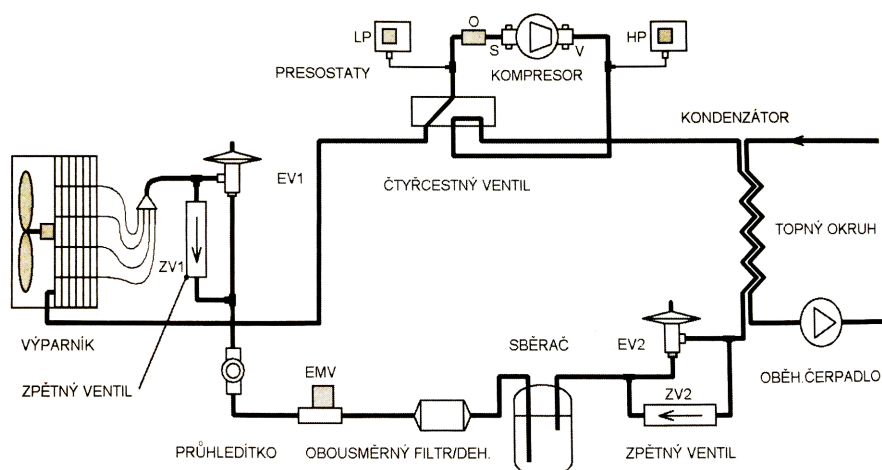 LP
O
S
V
HP
PRESOSTATY
KOMPRESOR
KONDENZÁTOR
EV1
ČTYŘCESTNÝ VENTIL
TOPNÝ OKRUH
ZV1
VÝPARNÍK
SBĚRAČ
EV2
OBĚH.ČERPADLO
ZPĚTNÝ VENTIL
EMV
ZV2
PRŮHLEDÍTKO
OBOUSMĚRNÝ FILTR/DEH.
ZPĚTNÝ VENTIL